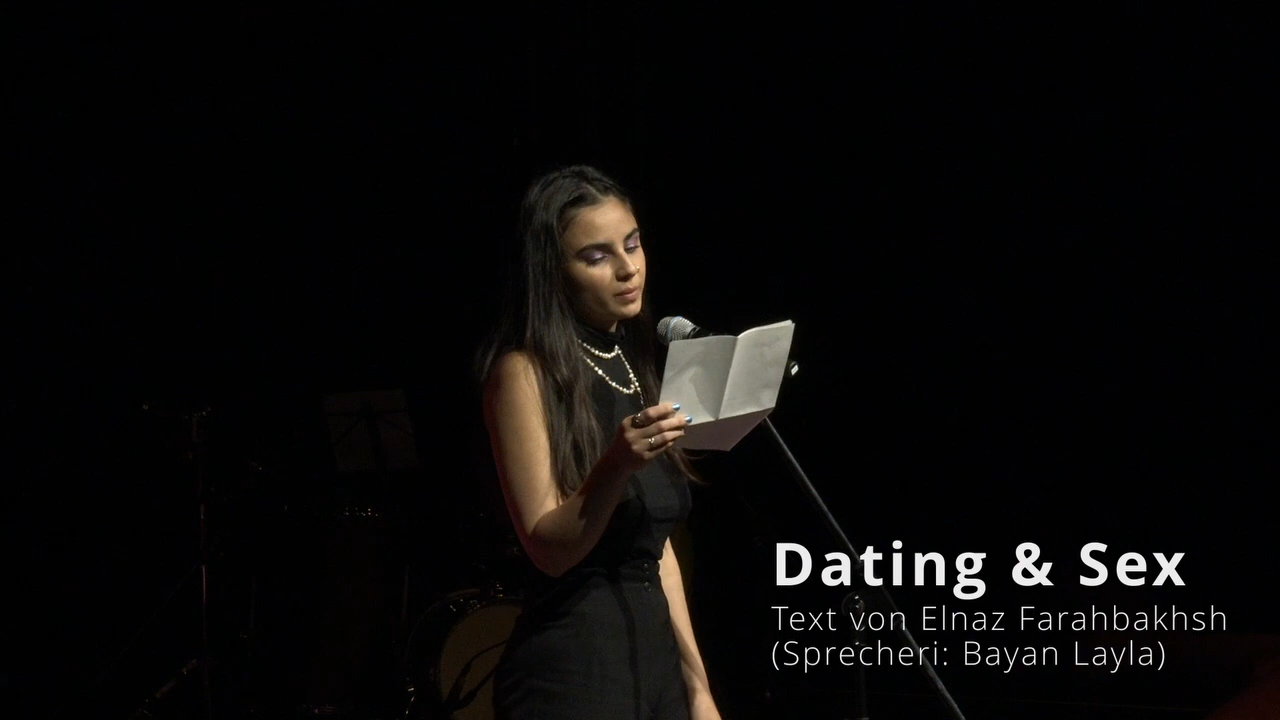 Dating & Sex
Text von Elnaz Farahbakhsh
(Sprecheri: Bayan Layla)